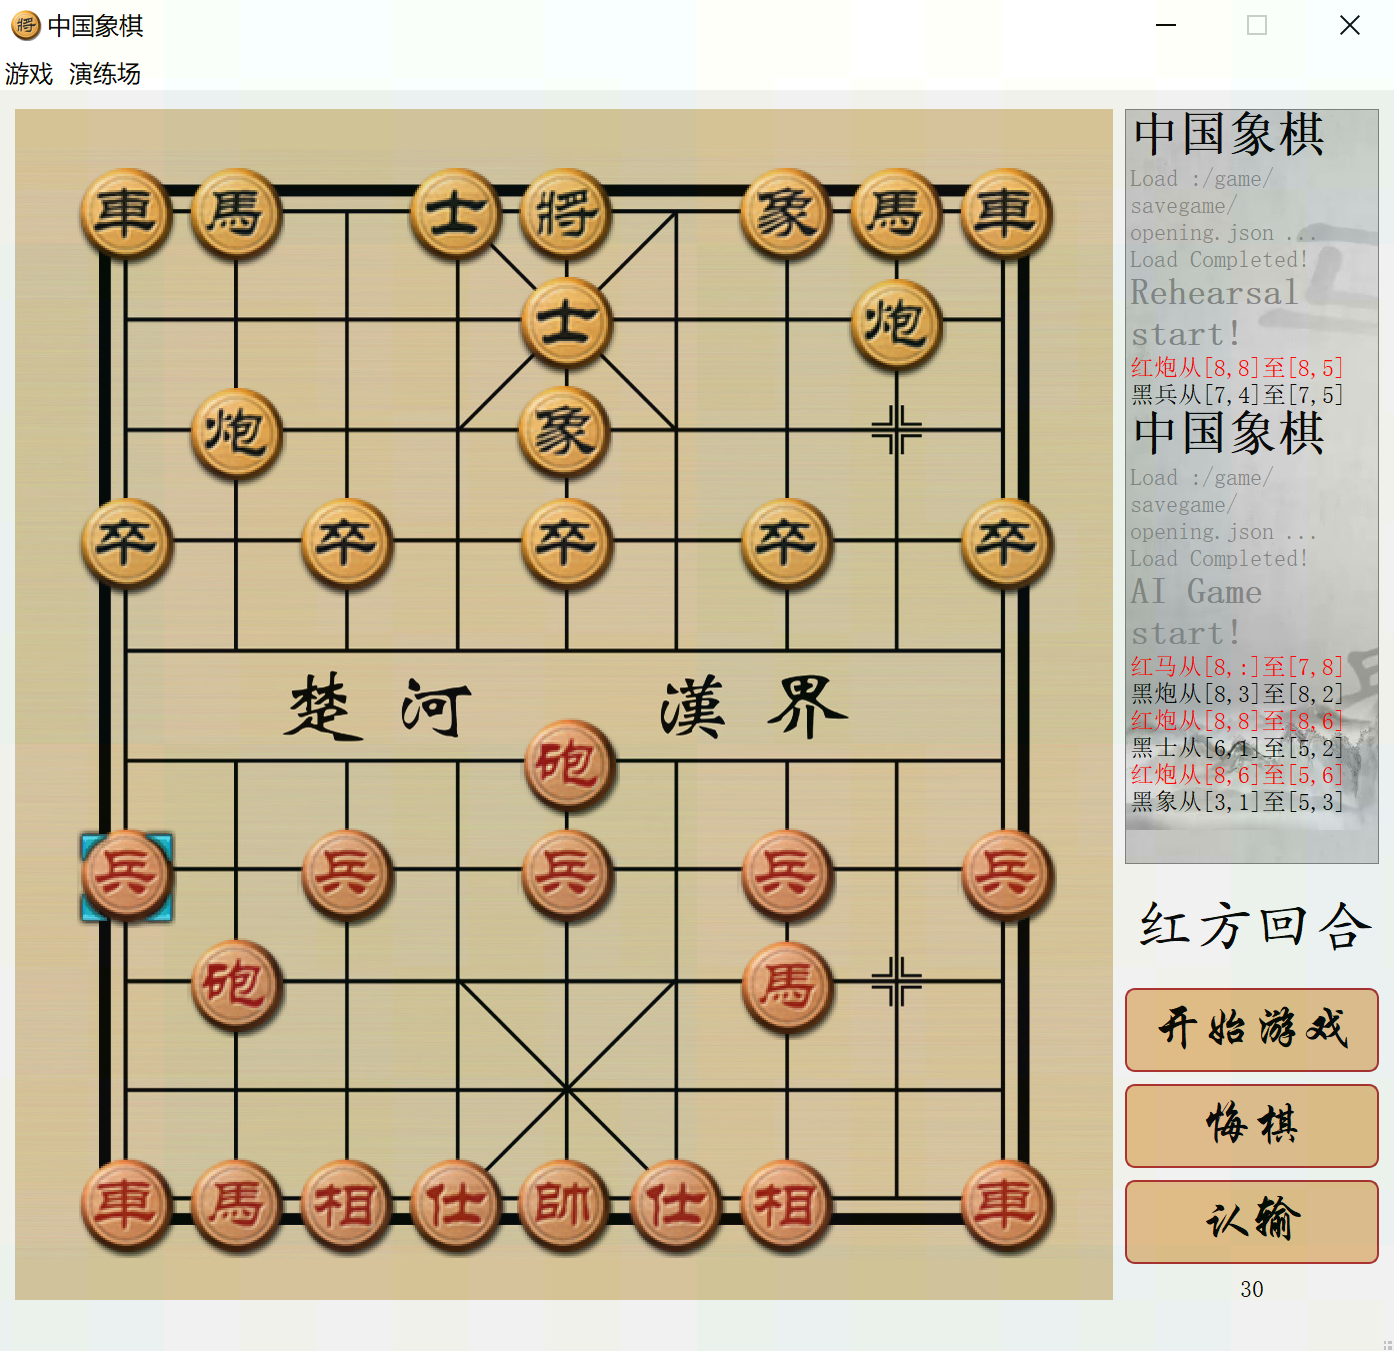 將 中国象棋
游戏 演练场
車 馬 士 將 象 馬 車
士 炮
炮 象
卒 卒 卒 卒 卒
楚河 漢界
砲
兵 兵 兵 兵 兵
砲 馬
車 馬 相 仕 帥 仕 相 車
中国象棋
Load :/game/
savegame/
opening.json ...
Load Completed!
Rehearsal
start!
红炮从[8,8]至[8,5]
黑兵从[7,4]至[7,5]
中国象棋
Load :/game/
savegame/
opening.json ...
Load Completed!
AI Game
start!
红马从[8,:]至[7,8]
黑炮从[8,3]至[8,2]
红炮从[8,8]至[8,6]
黑士从[6,1]至[5,2]
红炮从[8,6]至[5,6]
黑象从[3,1]至[5,3]
红方回合
开始游戏
悔棋
认输
30